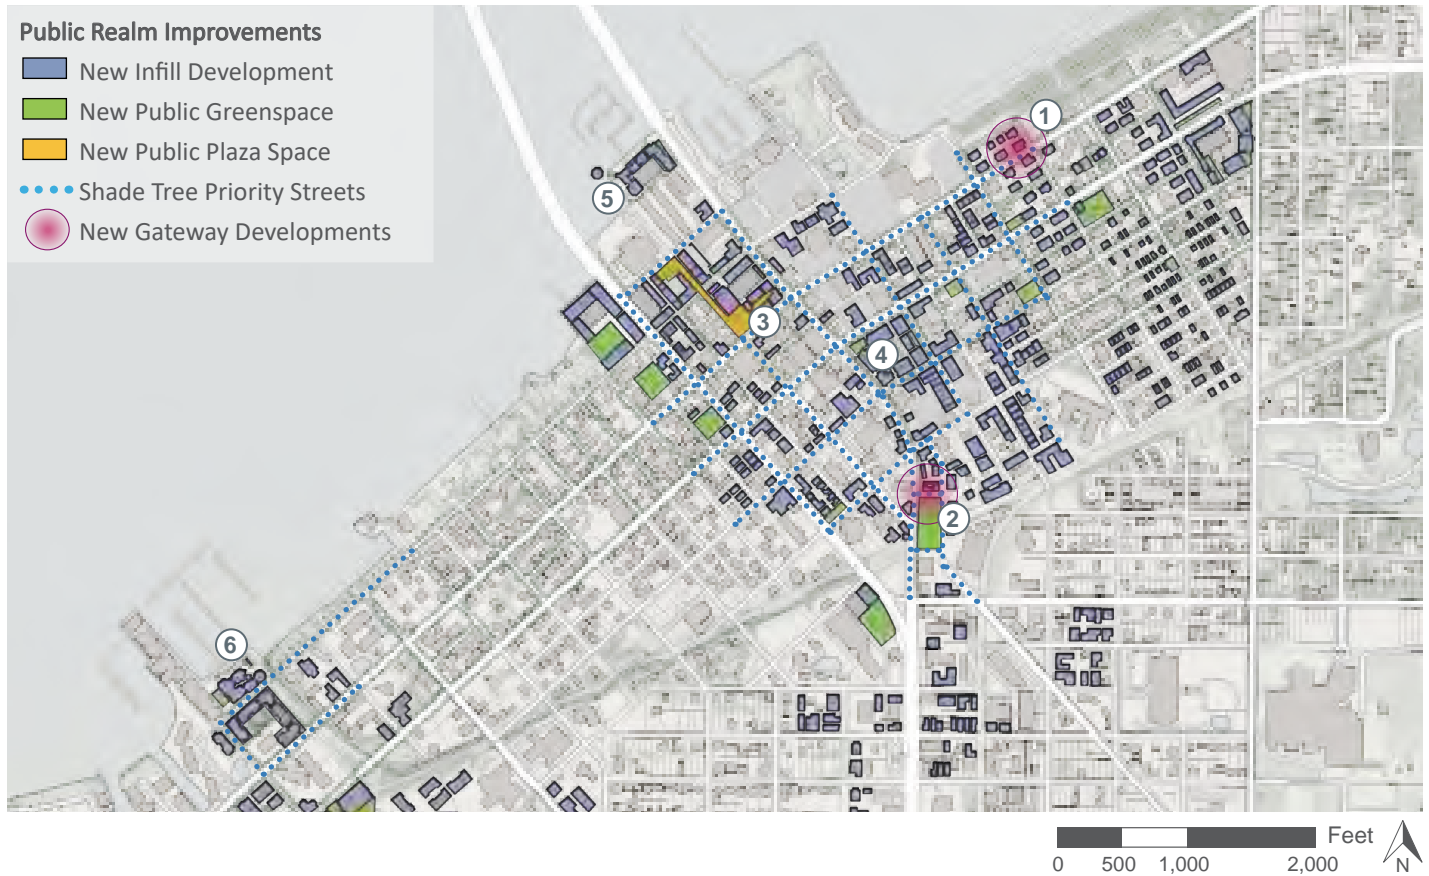 Public Realm Improvements
New Infill Development
New Public Greenspace
New Public Plaza Space
Shade Tree Priority Streets
New Gateway Developments
1
5
3
4
2
6
Feet
0 500 1,000 2,000
N